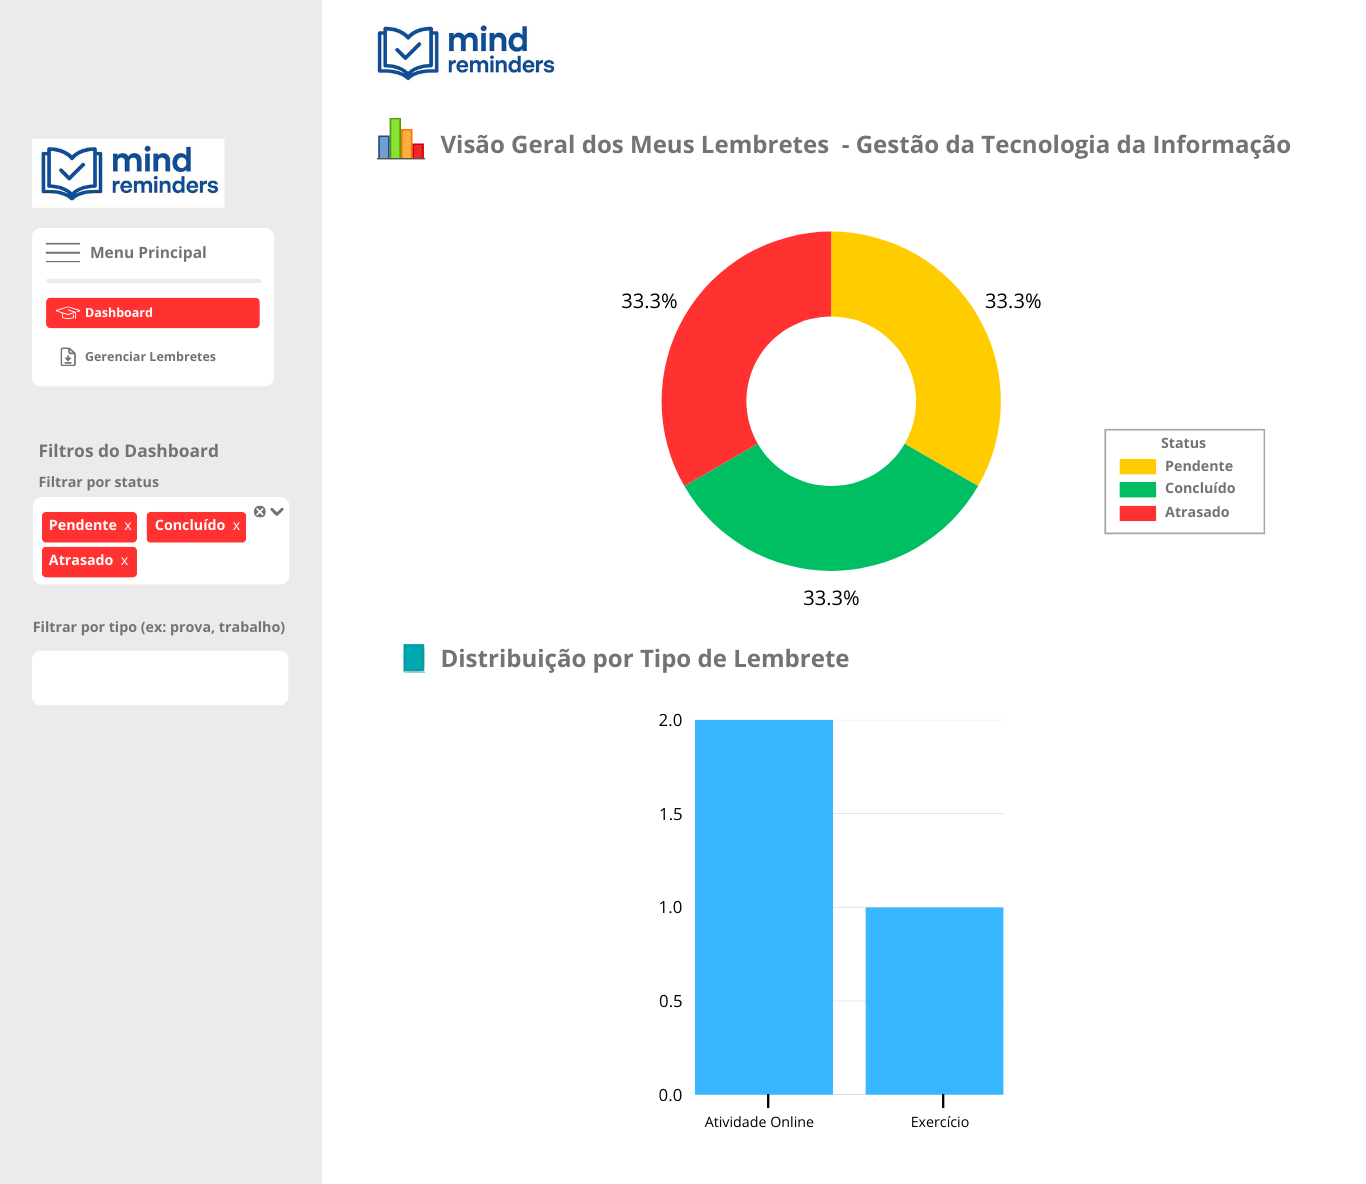 mind
reminders
Menu Principal
Dashboard
Gerenciar Lembretes
Filtros do Dashboard
Filtrar por status
Pendente x Concluído x
Atrasado x
Filtrar por tipo (ex: prova, trabalho)
mind
reminders
Visão Geral dos Meus Lembretes - Gestão da Tecnologia da Informação
33.3%
33.3%
33.3%
Status
Pendente
Concluído
Atrasado
Distribuição por Tipo de Lembrete
2.0
1.5
1.0
0.5
0.0
Atividade Online
Exercício